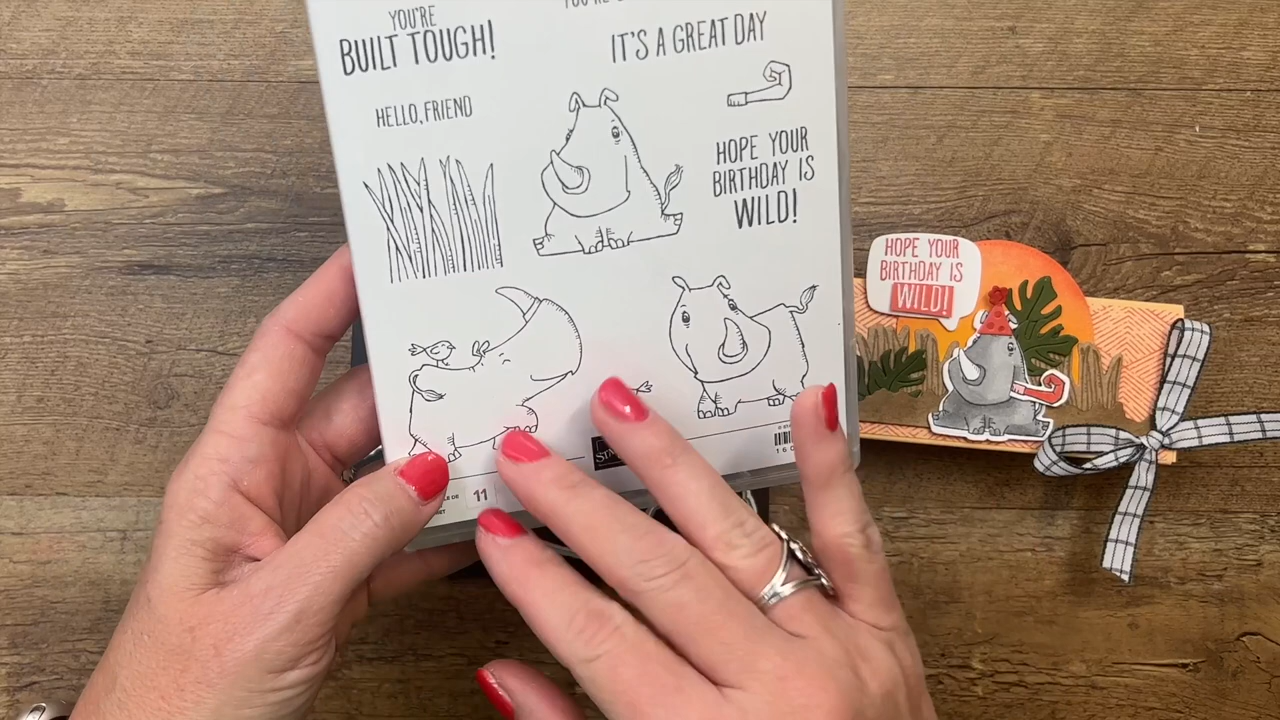 YOU'RE
BUILT TOUGH!
IT'S A GREAT DAY
HELLO, FRIEND
HOPE YOUR
BIRTHDAY IS
WILD!
11
HOPE YOUR
BIRTHDAY IS
WILD!